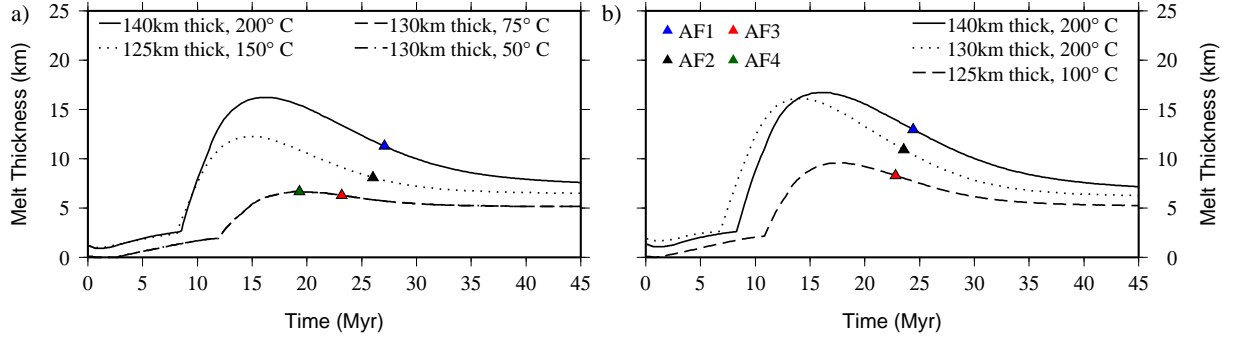 a)
140km thick, 200° C
125km thick, 150° C
130km thick, 75° C
130km thick, 50° C
Melt Thickness (km)
25
20
15
10
5
0
0 5 10 15 20 25 30 35 40 45
Time (Myr)
b)
AF1 AF3
AF2 AF4
140km thick, 200° C
130km thick, 200° C
125km thick, 100° C
25
20
15
10
5
0
Melt Thickness (km)
0 5 10 15 20 25 30 35 40 45
Time (Myr)